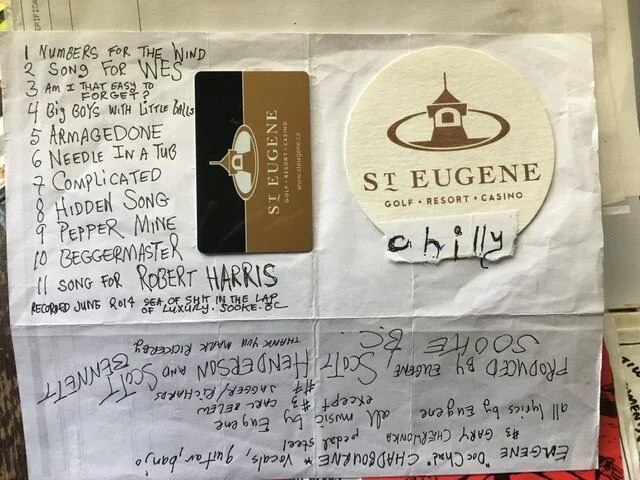 1 NUMBERS FOR THE WIND
2 SONG FOR WES
3 AM I THAT EASY TO
FORGET?
4 Big BOYS WITH LITTLE BALLS
5 ARMAGEDONE
6 NEEDLE IN A TUB
7 COMPLICATED
8 HIDDEN SONG
9 PEPPER MINE
10 BEGGERMASTER
11 SONG FOR ROBERT HARRIS
RECORDED JUNE 2014 SEA OF SHIT IN THE LAP
OF LUXURY. SOOKE. BC
ST EUGENE
GOLF • RESORT • CASINO
www.steugene.ca
ST EUGENE
GOLF • RESORT • CASINO
chilly
EUGENE "Doc Chad" CHADBOURNE * Vocals, guitar, banjo
#3 GARY CHERWONKA pedal steel
all lyrics by Eugene all music by Eugene
except #3 CARL BELEW
#7 JAGGER/RICHARDS
PRODUCED BY EUGENE, SCOTT HENDERSON AND SCOTT BENNETT
SOOKE B.C.
THANK YOU MARK RICKERBY